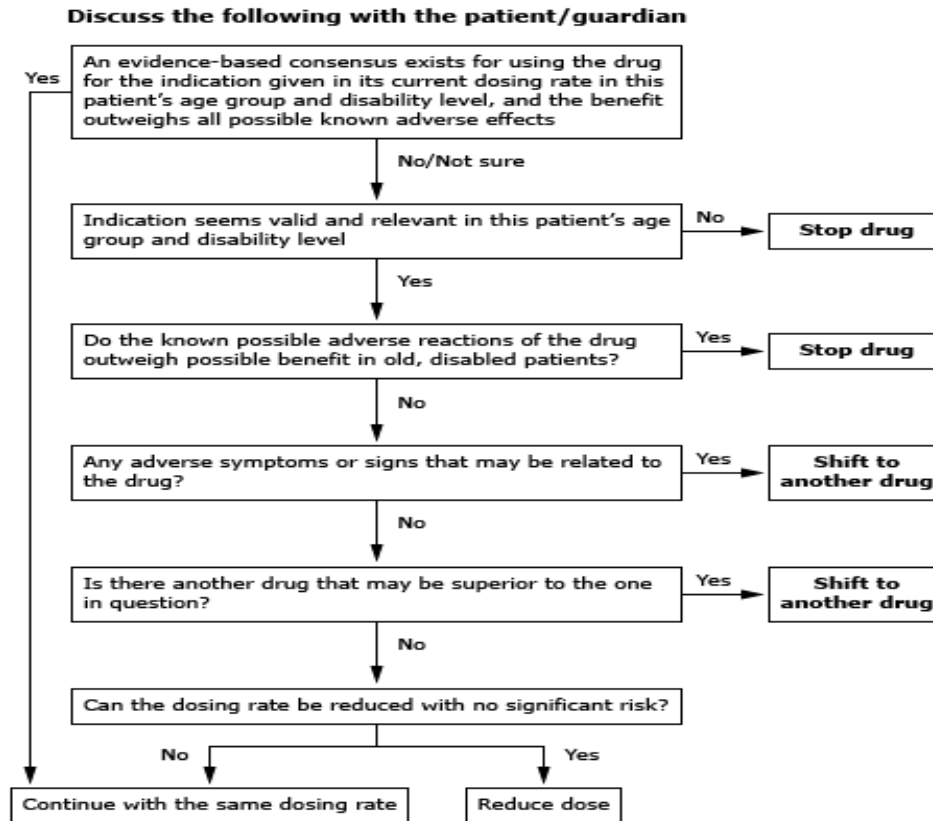 Discuss the following with the patient/guardian
Yes
An evidence-based consensus exists for using the drug
for the indication given in its current dosing rate in this
patient's age group and disability level, and the benefit
outweighs all possible known adverse effects
No/Not sure
Indication seems valid and relevant in this patient's age
group and disability level
No
Stop drug
Yes
Do the known possible adverse reactions of the drug
outweigh possible benefit in old, disabled patients?
Yes
Stop drug
No
Any adverse symptoms or signs that may be related to
the drug?
Yes
Shift to
another drug
No
Is there another drug that may be superior to the one
in question?
Yes
Shift to
another drug
No
Can the dosing rate be reduced with no significant risk?
No
Yes
Continue with the same dosing rate
Reduce dose